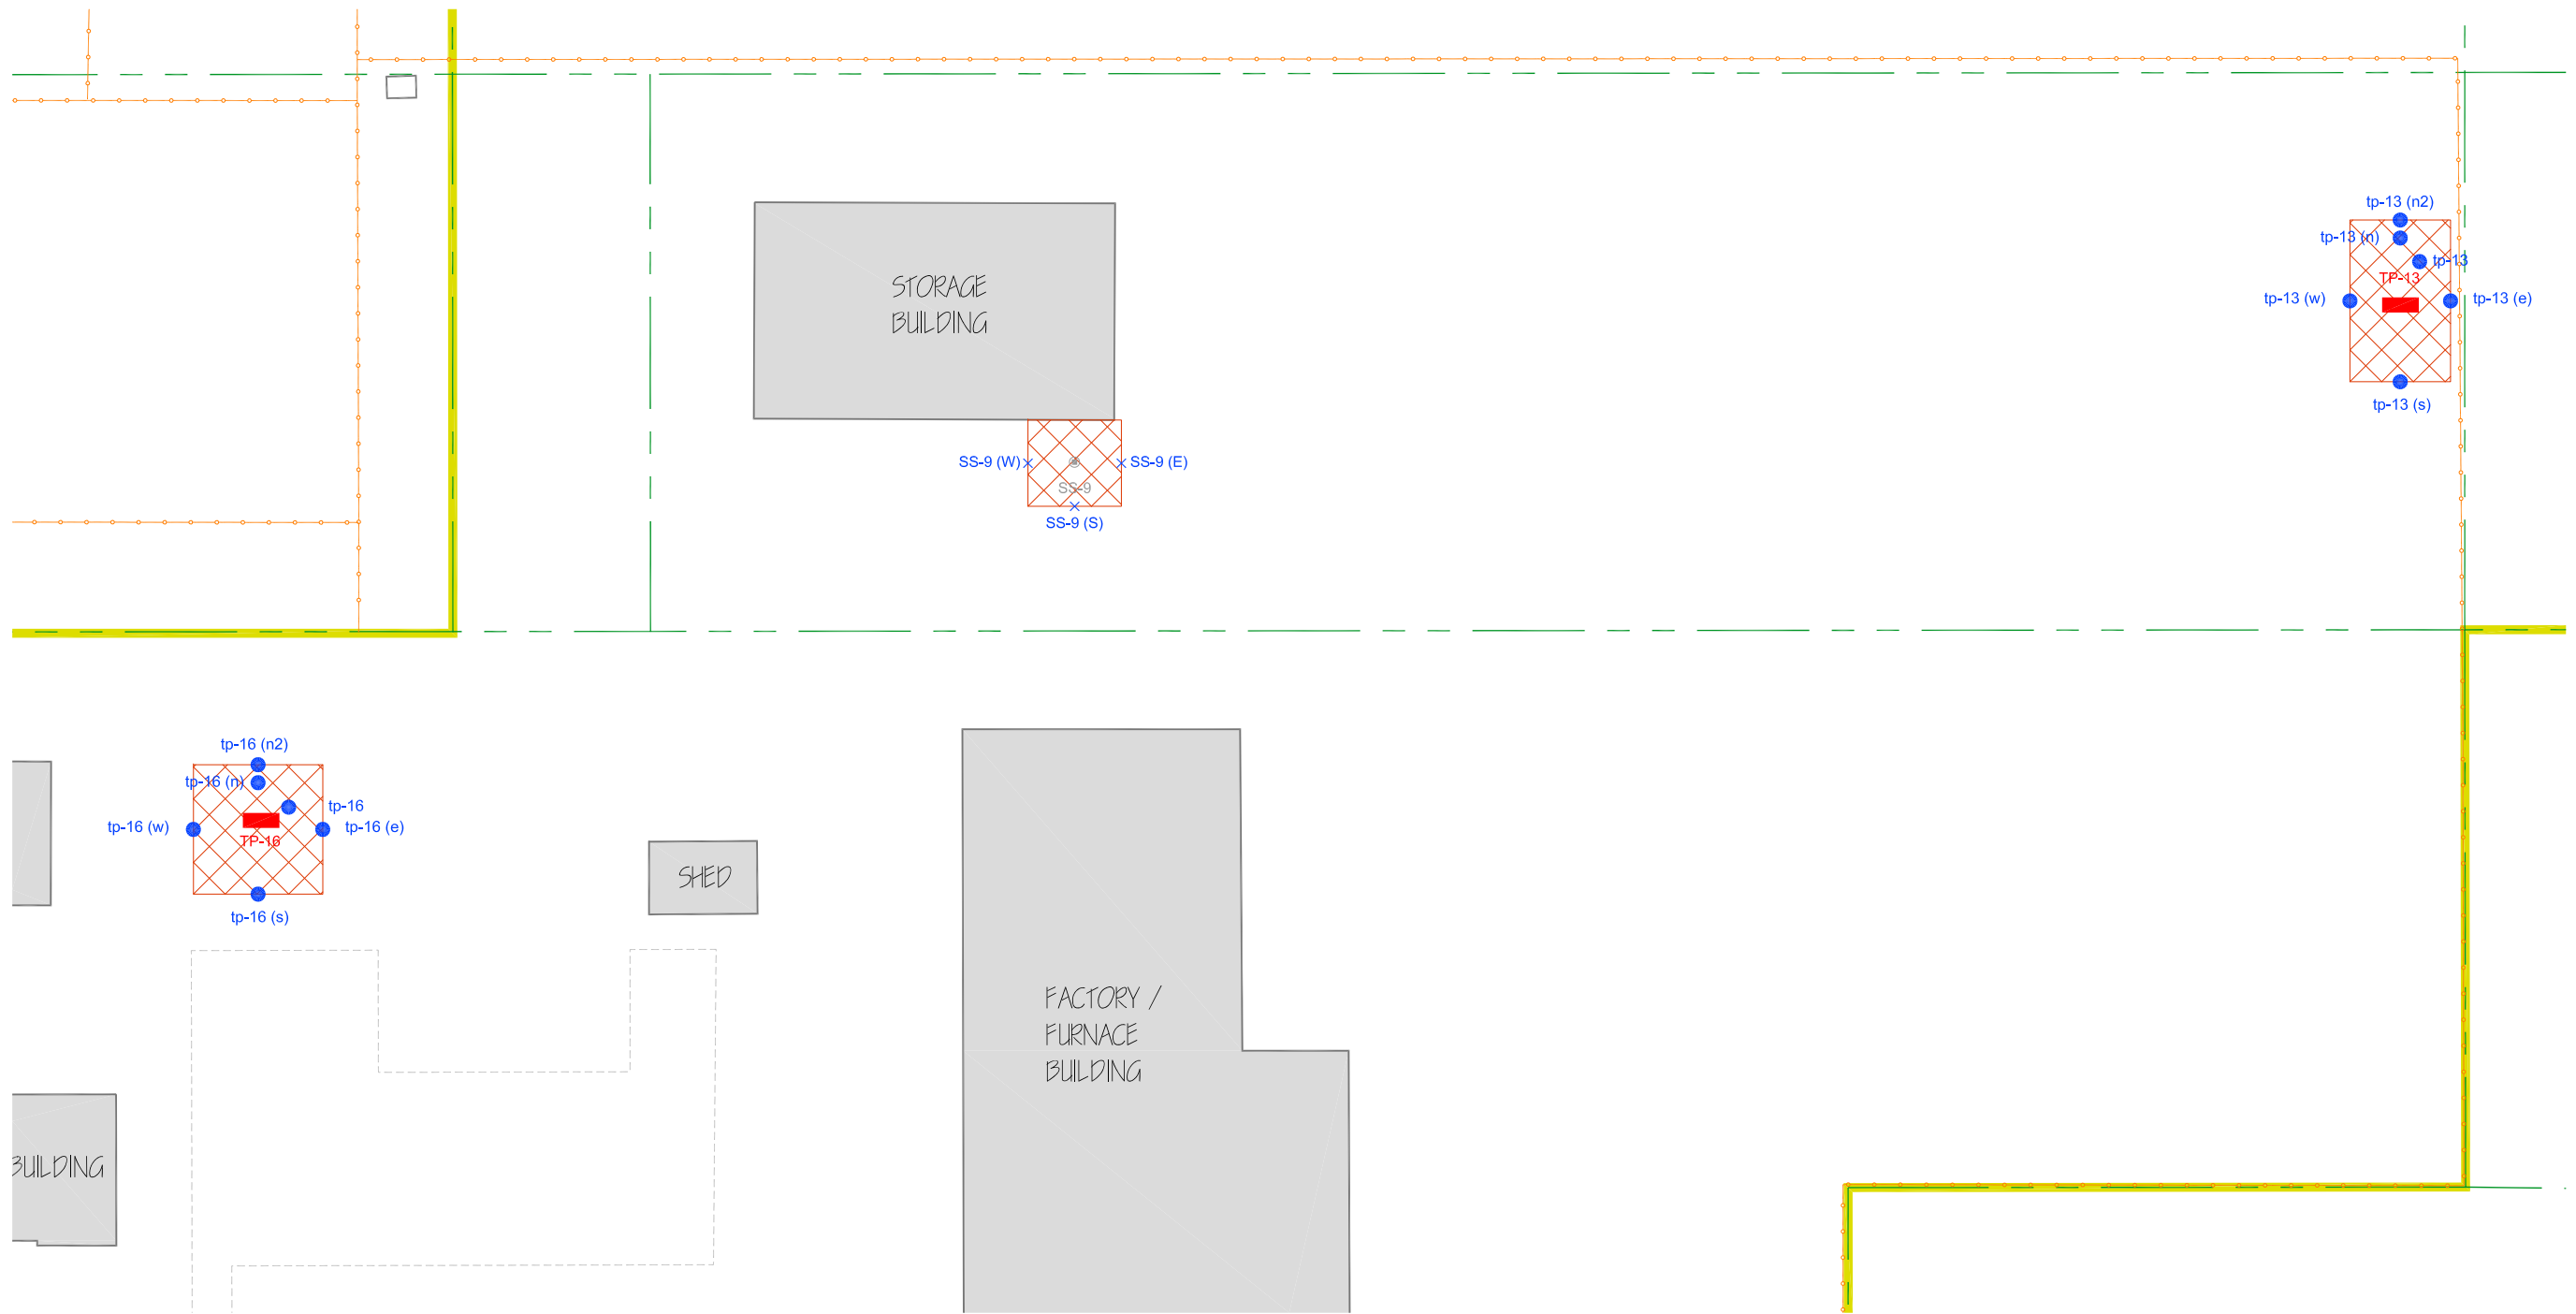 tp-13 (n2)
tp-13 (n)
tp-13
TP-13
tp-13 (w)
tp-13 (e)
tp-13 (s)
STORAGE
BUILDING
SS-9 (W)
SS-9 (E)
SS-9
SS-9 (S)
tp-16 (n2)
tp-16 (n)
tp-16
tp-16 (w)
tp-16 (e)
TP-16
tp-16 (s)
SHED
FACTORY /
FURNACE
BUILDING
BUILDING